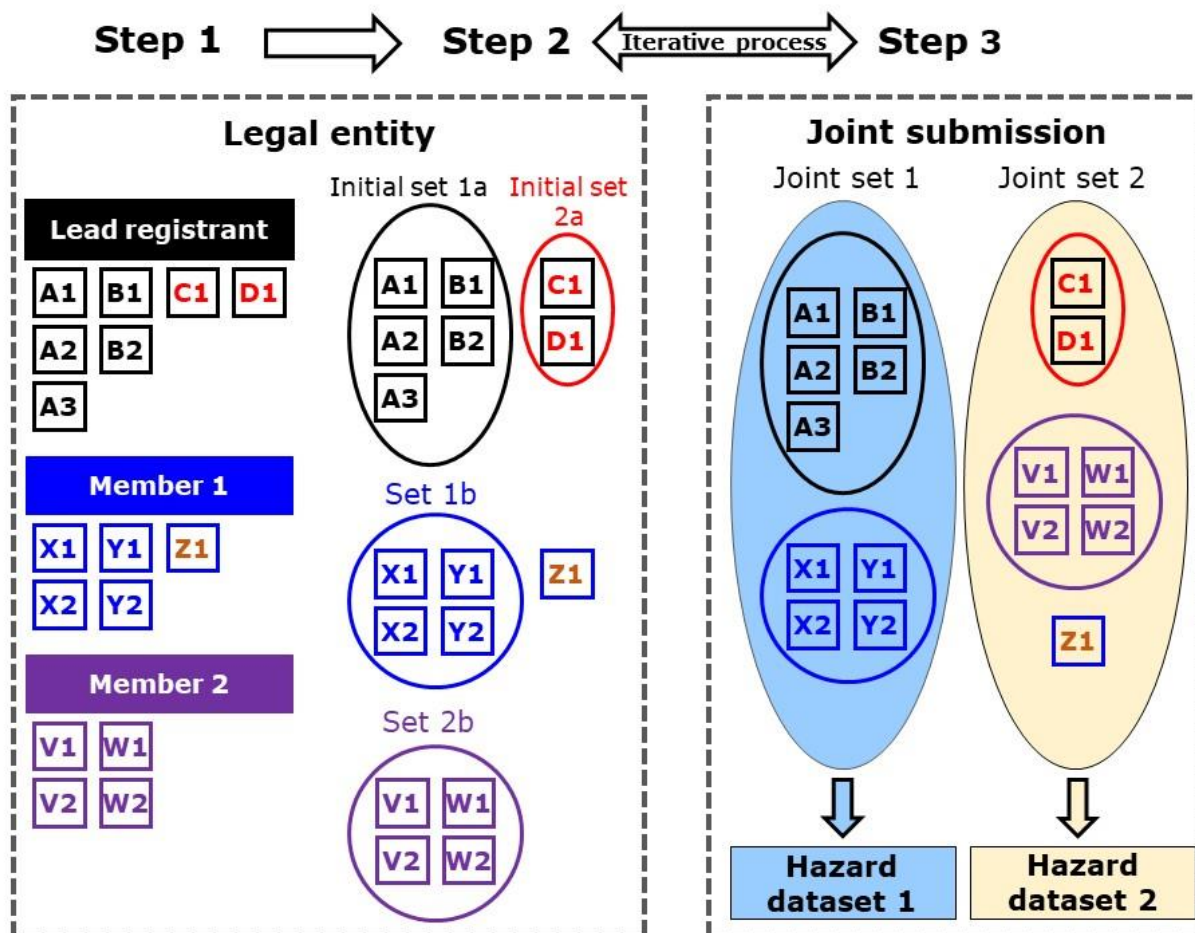 Step 1
Step 2
Iterative process
Step 3
Legal entity
Lead registrant
A1 B1 C1 D1
A2 B2
A3
Member 1
X1 Y1 Z1
X2 Y2
Member 2
V1 W1
V2 W2
Initial set 1a
A1 B1
A2 B2
A3
Initial set
2a
C1
D1
Set 1b
X1 Y1
X2 Y2
Z1
Set 2b
V1 W1
V2 W2
Joint submission
Joint set 1
A1 B1
A2 B2
A3
X1 Y1
X2 Y2
Hazard
dataset 1
Joint set 2
C1
D1
V1 W1
V2 W2
Z1
Hazard
dataset 2